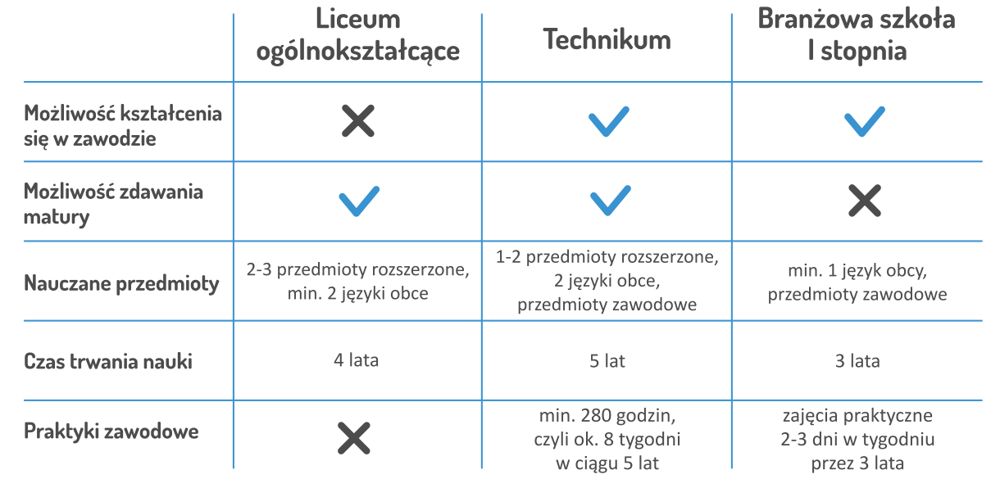 Liceum
ogólnokształcące
Technikum
Branżowa szkoła
I stopnia
Możliwość kształcenia
się w zawodzie
Możliwość zdawania
matury
Nauczane przedmioty
2-3 przedmioty rozszerzone,
min. 2 języki obce
1-2 przedmioty rozszerzone,
2 języki obce,
przedmioty zawodowe
min. 1 język obcy,
przedmioty zawodowe
Czas trwania nauki
4 lata
5 lat
3 lata
Praktyki zawodowe
min. 280 godzin,
czyli ok. 8 tygodni
w ciągu 5 lat
zajęcia praktyczne
2-3 dni w tygodniu
przez 3 lata